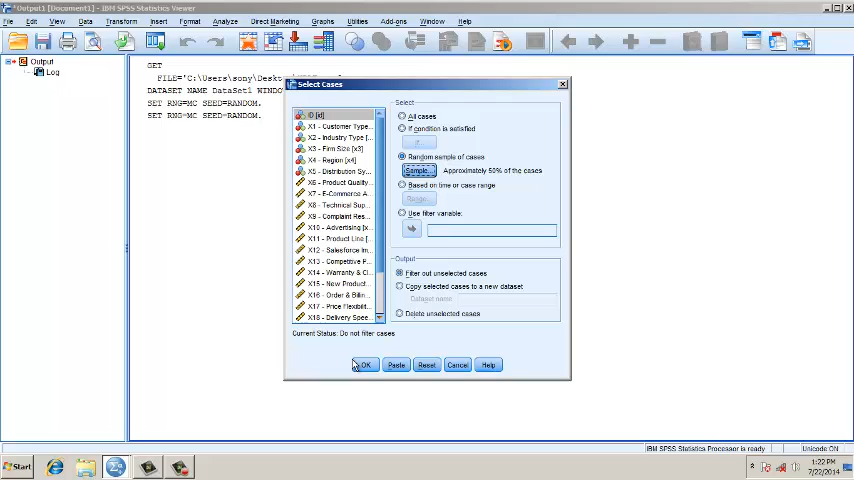 *Output1 [Document1] - IBM SPSS Statistics Viewer
File Edit View Data Transform Insert Format Analyze Direct Marketing Graphs Utilities Add-ons Window Help
Output
Log
GET
FILE='C:\Users\sony\Deskt
DATASET NAME DataSet1 WINDOW
SET RNG=MC SEED=RANDOM.
SET RNG=MC SEED=RANDOM.
Select Cases
ID [id]
X1 - Customer Type...
X2 - Industry Type [...
X3 - Firm Size [x3]
X4 - Region [x4]
X5 - Distribution Sy...
X6 - Product Quality...
X7 - E-Commerce A...
X8 - Technical Sup...
X9 - Complaint Res...
X10 - Advertising [x...
X11 - Product Line [...
X12 - Salesforce Im...
X13 - Competitive P...
X14 - Warranty & Cl...
X15 - New Product...
X16 - Order & Billin...
X17 - Price Flexibilit...
X18 - Delivery Spee...
Select
All cases
If condition is satisfied
If...
Random sample of cases
Sample... Approximately 50% of the cases
Based on time or case range
Range...
Use filter variable:
Output
Filter out unselected cases
Copy selected cases to a new dataset
Dataset name
Delete unselected cases
Current Status: Do not filter cases
OK Paste Reset Cancel Help
IBM SPSS Statistics Processor is ready Unicode:ON
Start
1:22 PM
7/22/2014